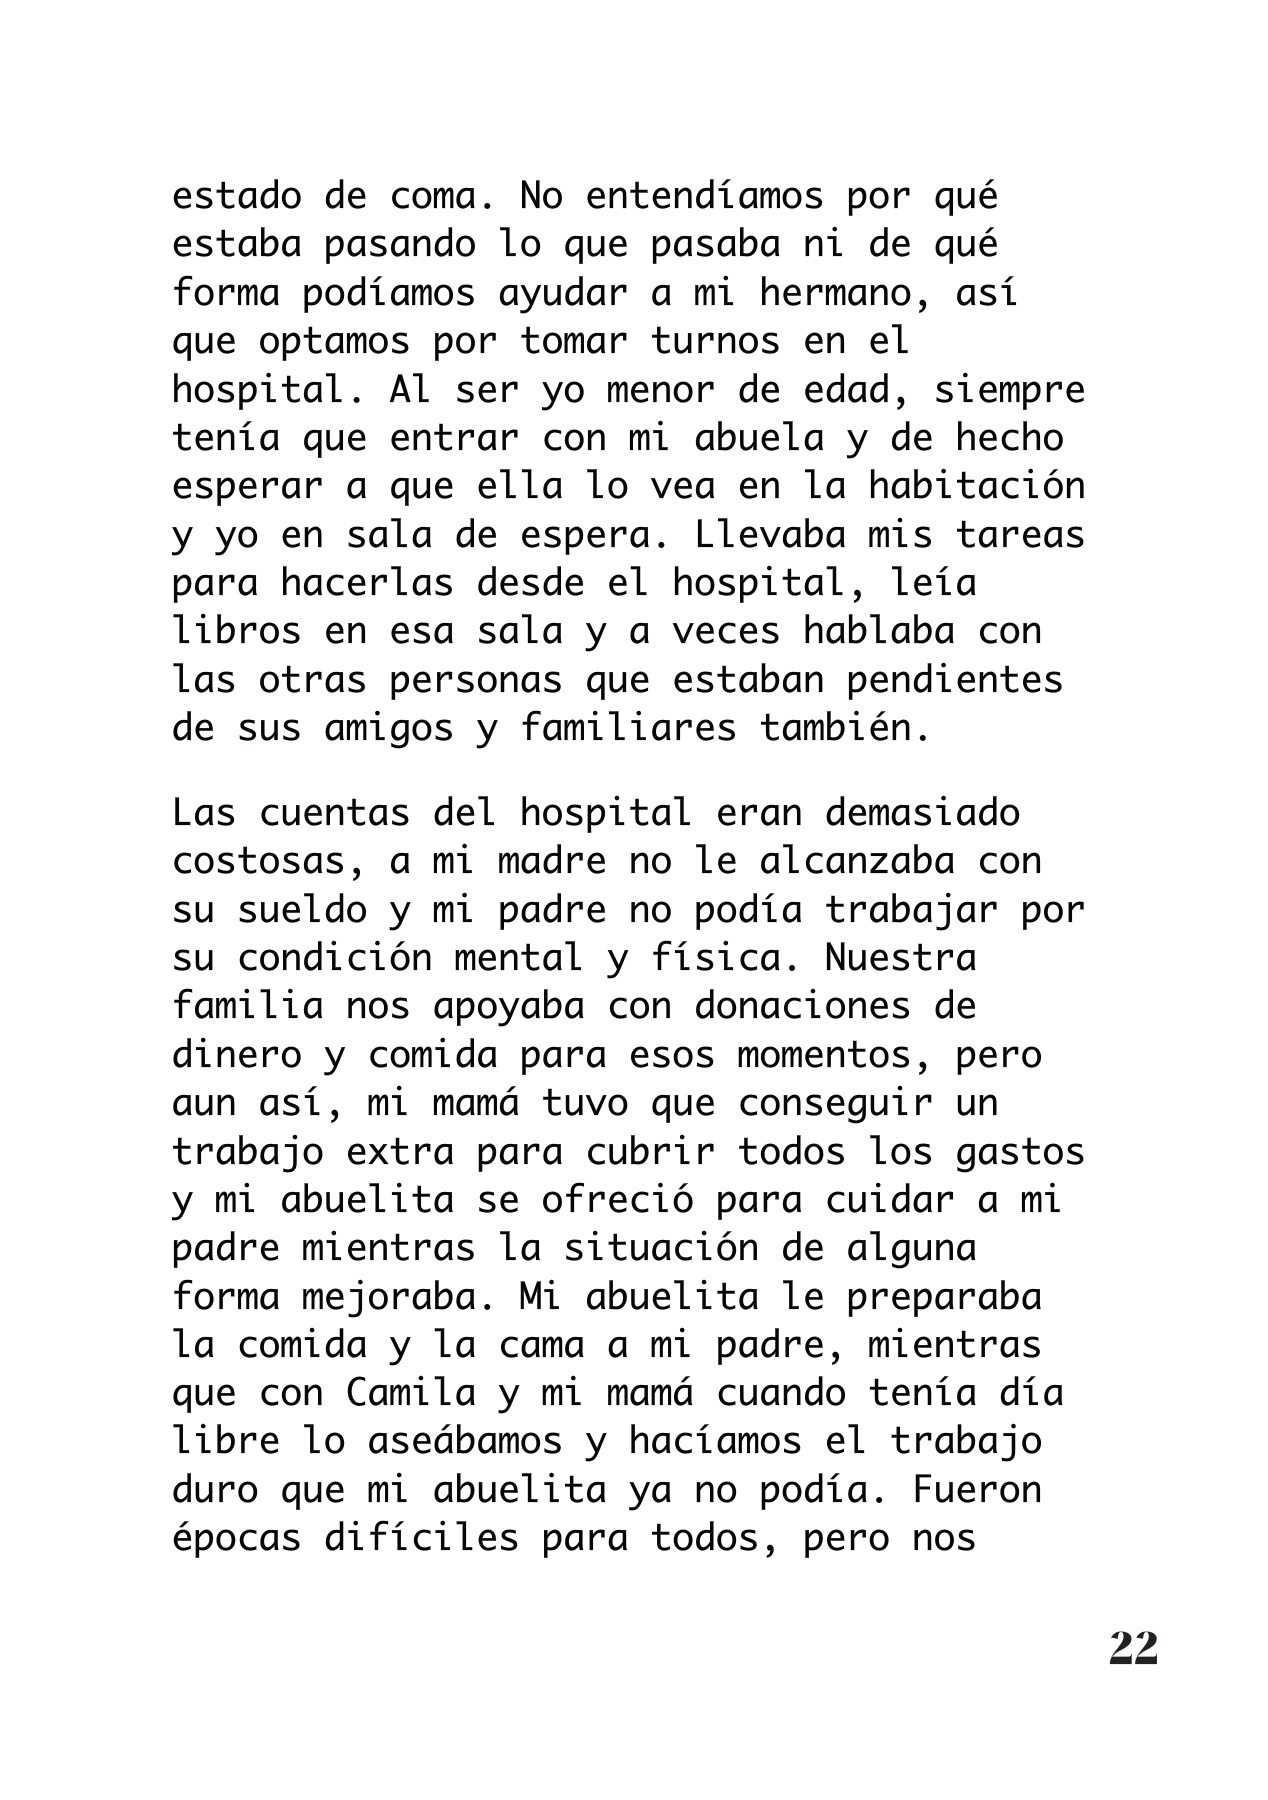 estado de coma. No entendíamos por qué
estaba pasando lo que pasaba ni de qué
forma podíamos ayudar a mi hermano, así
que optamos por tomar turnos en el
hospital. Al ser yo menor de edad, siempre
tenía que entrar con mi abuela y de hecho
esperar a que ella lo vea en la habitación
y yo en sala de espera. Llevaba mis tareas
para hacerlas desde el hospital, leía
libros en esa sala y a veces hablaba con
las otras personas que estaban pendientes
de sus amigos y familiares también.
Las cuentas del hospital eran demasiado
costosas, a mi madre no le alcanzaba con
su sueldo y mi padre no podía trabajar por
su condición mental y física. Nuestra
familia nos apoyaba con donaciones de
dinero y comida para esos momentos, pero
aun así, mi mamá tuvo que conseguir un
trabajo extra para cubrir todos los gastos
y mi abuelita se ofreció para cuidar a mi
padre mientras la situación de alguna
forma mejoraba. Mi abuelita le preparaba
la comida y la cama a mi padre, mientras
que con Camila y mi mamá cuando tenía día
libre lo aseábamos y hacíamos el trabajo
duro que mi abuelita ya no podía. Fueron
épocas difíciles para todos, pero nos
22